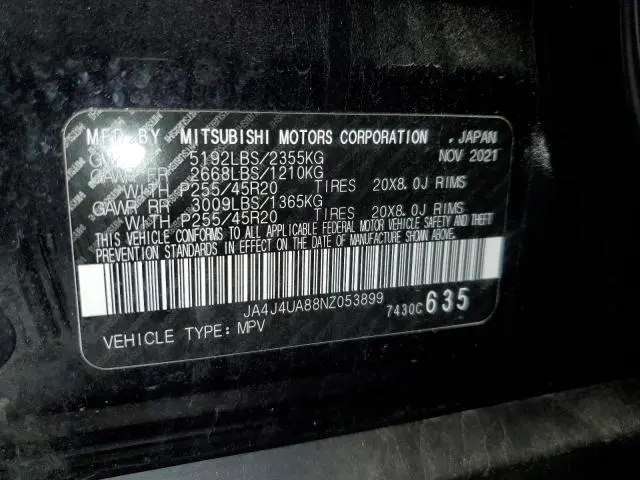 MFD.BY MITSUBISHI MOTORS CORPORATION , JAPAN
GVWR 5192LBS/2355KG NOV 2021
GAWR FR 2668LBS/1210KG
WITH P255/45R20 TIRES 20X8.0J RIMS
GAWR RR 3009LBS/1365KG
WITH P255/45R20 TIRES 20X8.0J RIMS
THIS VEHICLE CONFORMS TO ALL APPLICABLE FEDERAL MOTOR VEHICLE SAFETY AND THEFT
PREVENTION STANDARDS IN EFFECT ON THE DATE OF MANUFACTURE SHOWN ABOVE.
JA4J4UA88NZ053899
7430C 635
VEHICLE TYPE: MPV